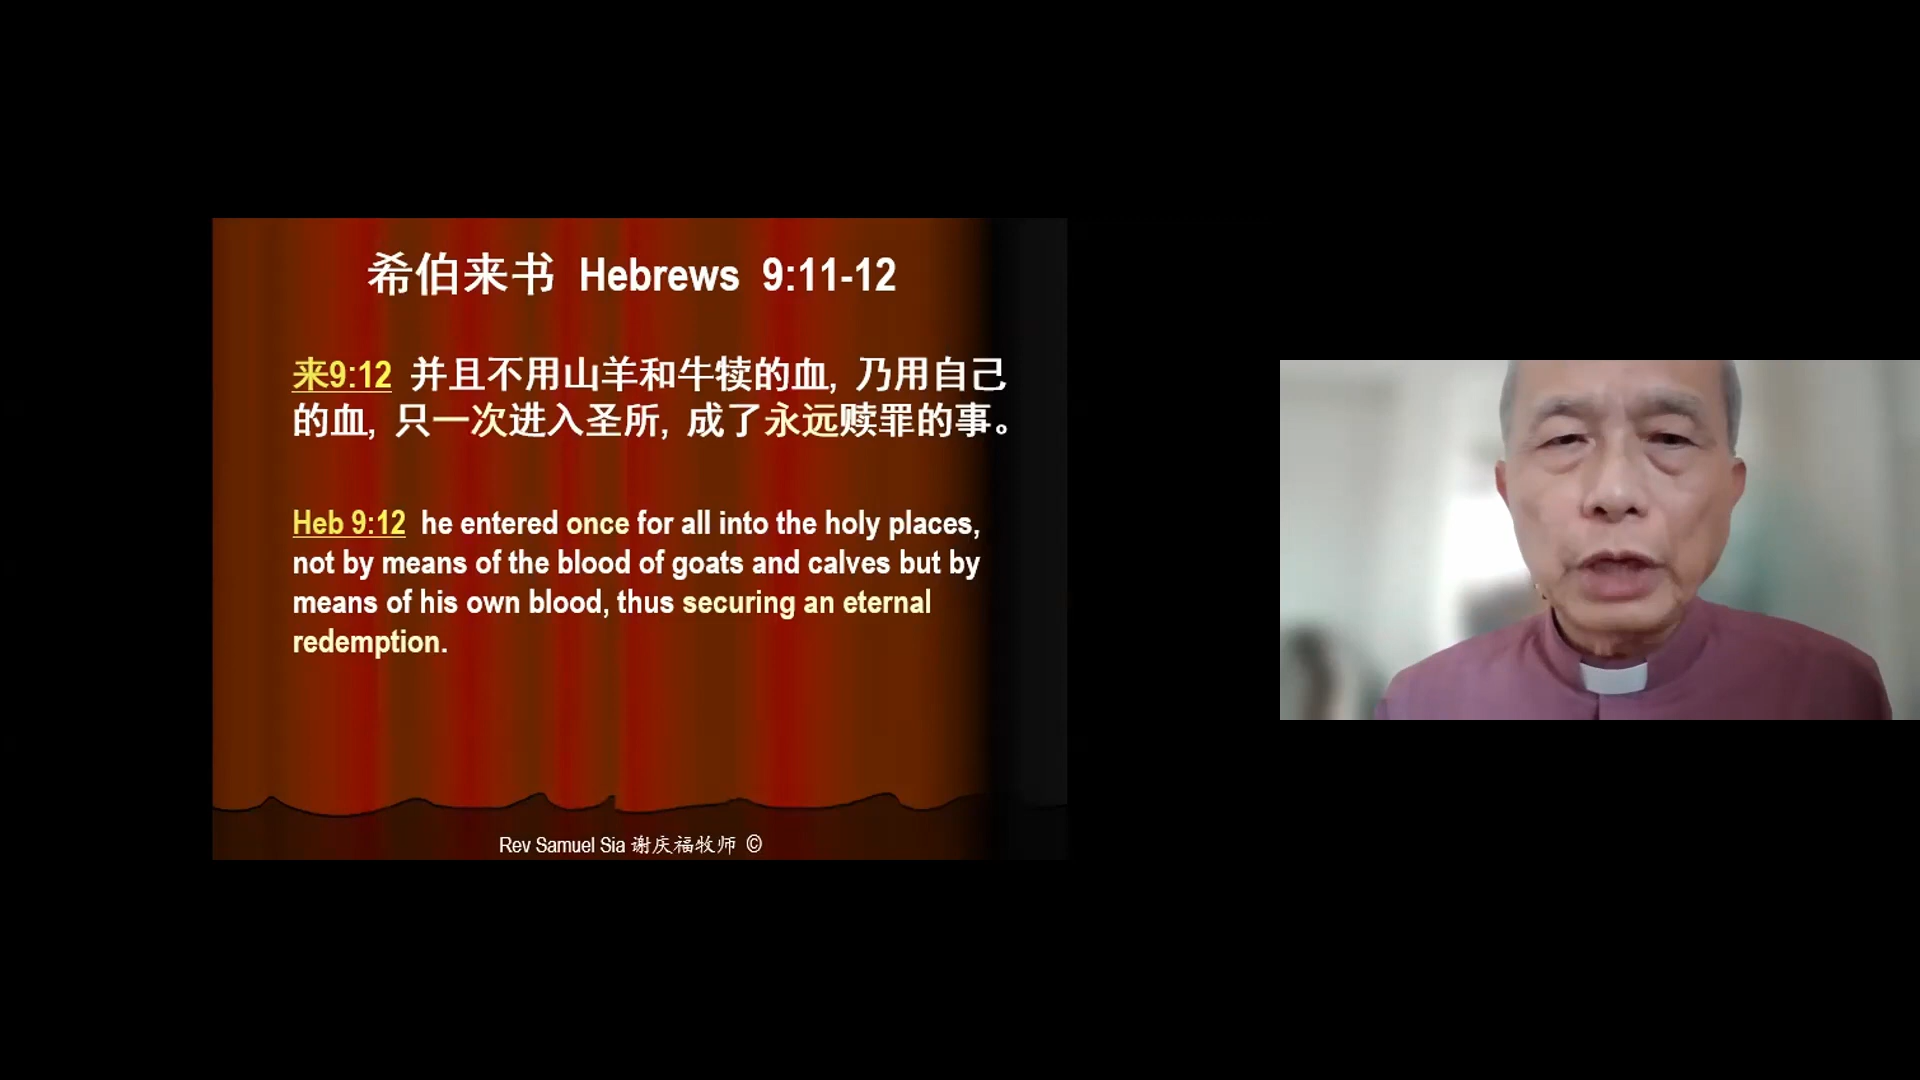 希伯来书 Hebrews 9:11-12
来9:12 并且不用山羊和牛犊的血, 乃用自己
的血, 只一次进入圣所, 成了永远赎罪的事。
Heb 9:12 he entered once for all into the holy places,
not by means of the blood of goats and calves but by
means of his own blood, thus securing an eternal
redemption.
Rev Samuel Sia 谢庆福牧师 ©